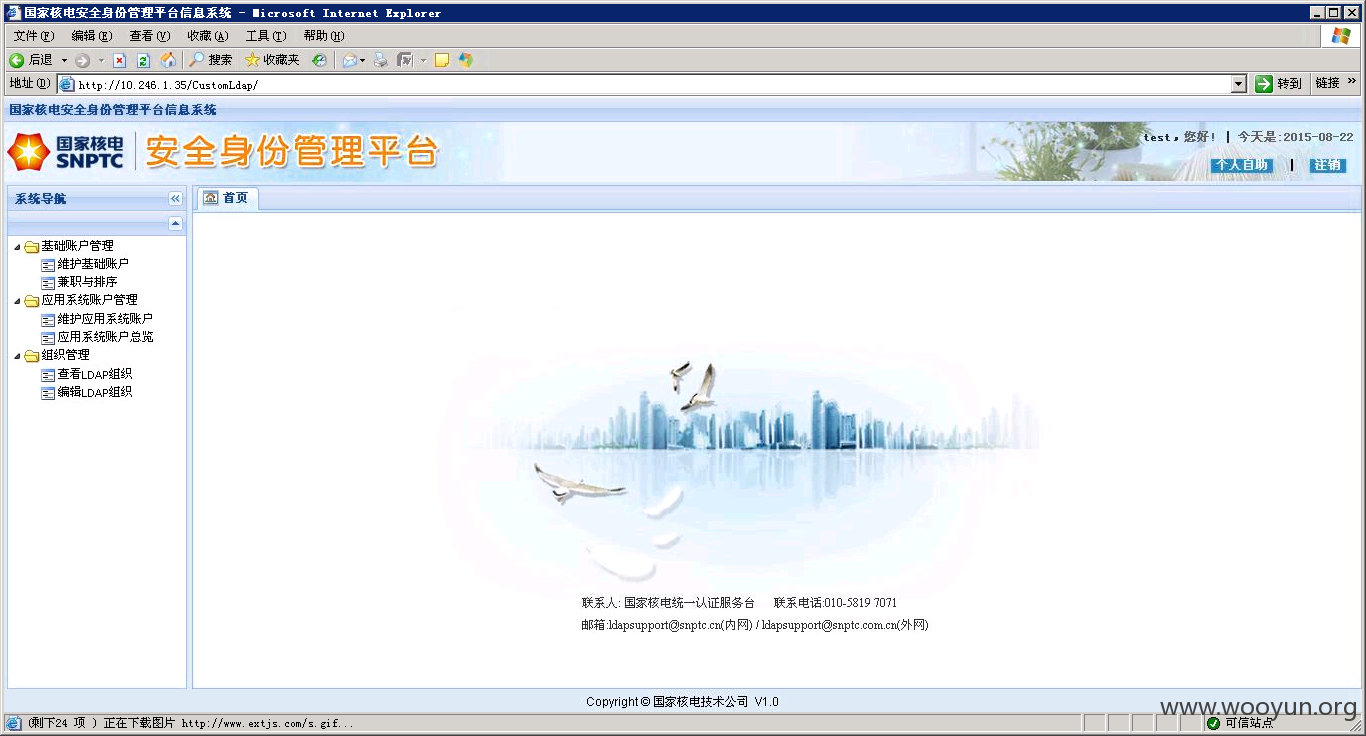 国家核电安全身份管理平台信息系统 - Microsoft Internet Explorer
文件(F) 编辑(E) 查看(V) 收藏(A) 工具(T) 帮助(H)
后退 搜索 收藏夹
地址(D) http://10.246.1.35/CustomLdap/ 转到 链接 »
国家核电安全身份管理平台信息系统
国家核电 SNPTC 安全身份管理平台
test，您好! | 今天是:2015-08-22
个人自助 | 注销
系统导航
首页
基础账户管理
维护基础账户
兼职与排序
应用系统账户管理
维护应用系统账户
应用系统账户总览
组织管理
查看LDAP组织
编辑LDAP组织
联系人: 国家核电统一认证服务台 联系电话:010-5819 7071
邮箱:ldapsupport@snptc.cn(内网) / ldapsupport@snptc.com.cn(外网)
Copyright © 国家核电技术公司 V1.0
www.wooyun.org
(剩下24 项 ) 正在下载图片 http://www.extjs.com/s.gif...
可信站点